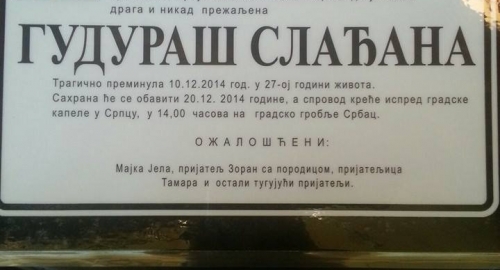 драга и никад прежаљена
ГУДУРАШ СЛАЂАНА
Трагично преминула 10.12.2014 год. у 27-ој години живота.
Сахрана ће се обавити 20.12. 2014 године, а спровод креће испред градске
капеле у Српцу, у 14,00 часова на градско гробље Србац.
ОЖАЛОШЋЕНИ:
Мајка Јела, пријатељ Зоран са породицом, пријатељица
Тамара и остали тугујући пријатељи.